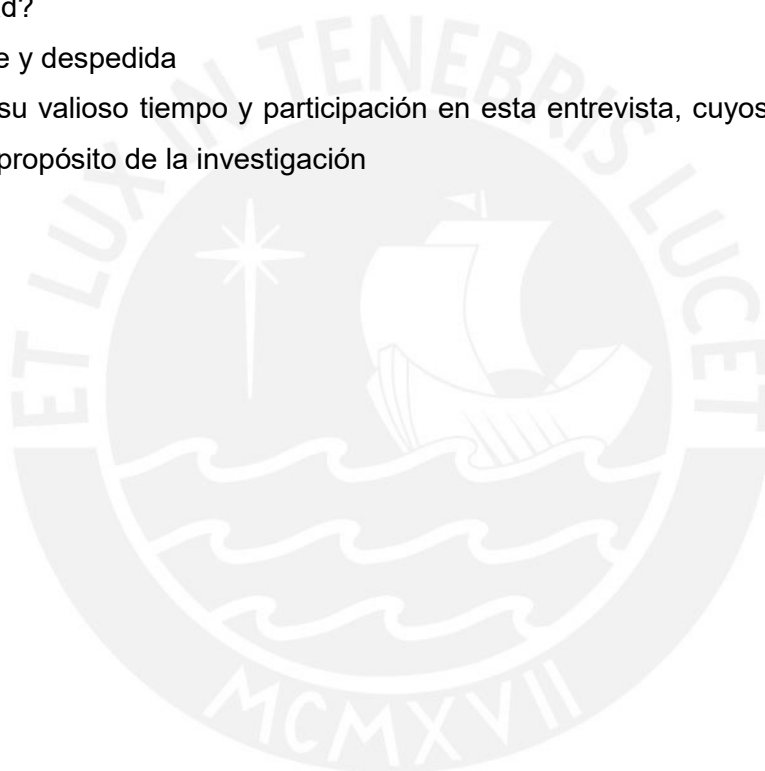 d?
e y despedida
su valioso tiempo y participación en esta entrevista, cuyos
propósito de la investigación
ET LUX IN TENEBRIS LUCET
MCMXVII